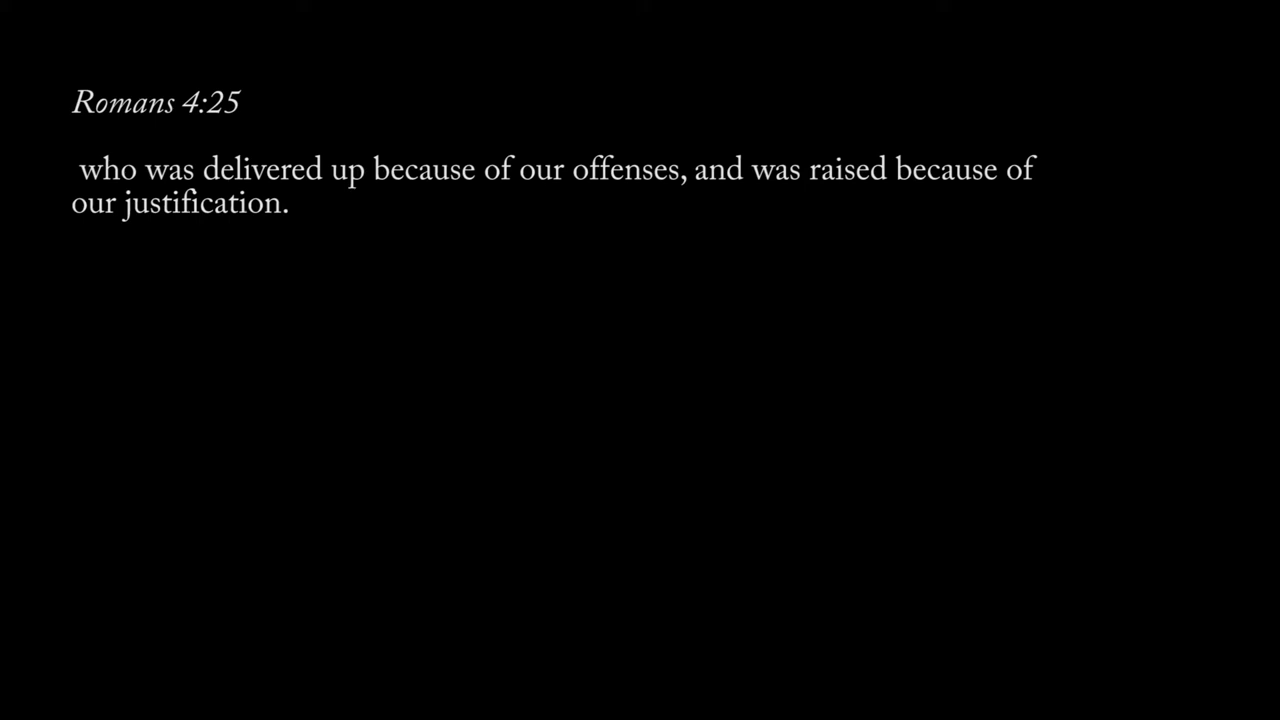 Romans 4:25
who was delivered up because of our offenses, and was raised because of
our justification.